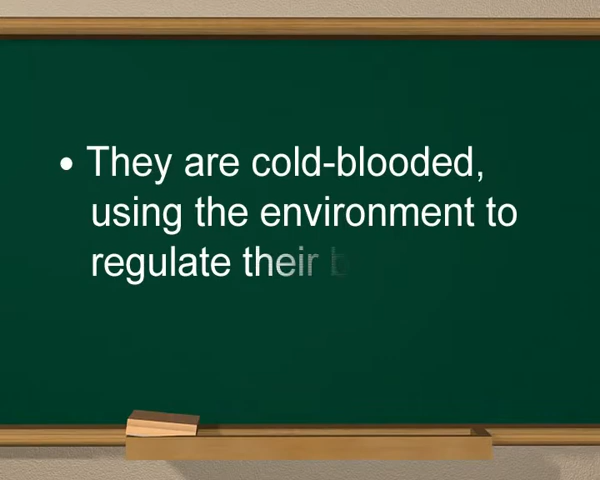 • They are cold-blooded,
using the environment to
regulate their